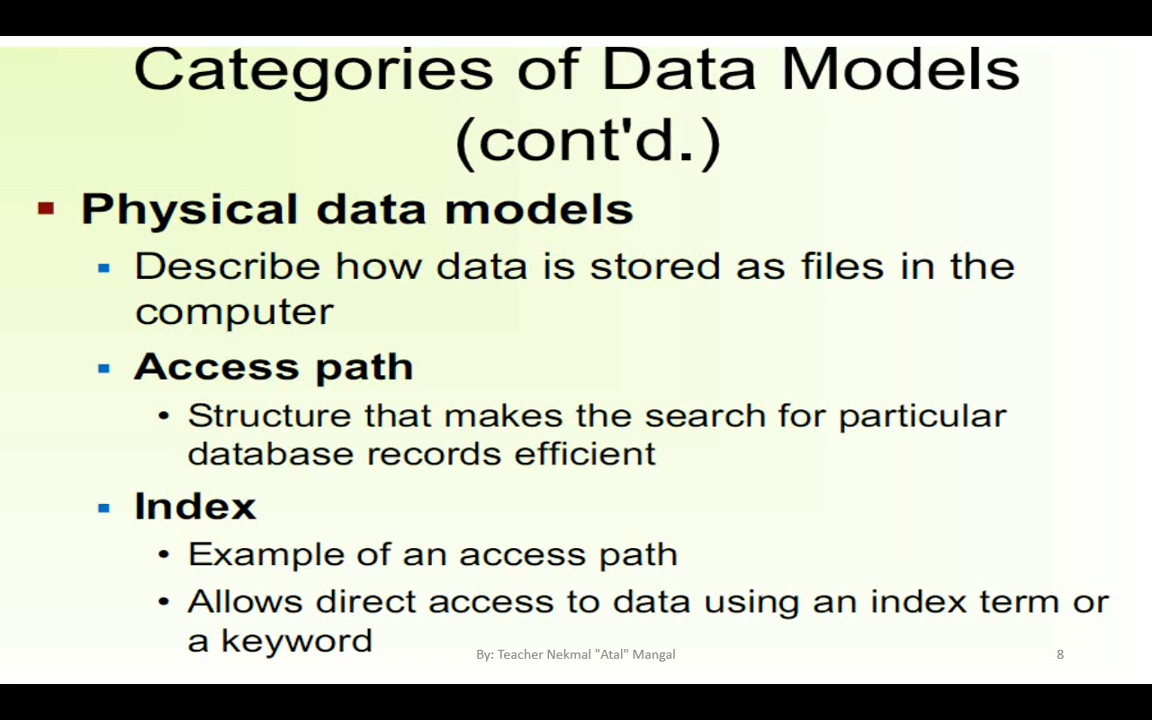 Categories of Data Models
(cont'd.)
▪ Physical data models
▪ Describe how data is stored as files in the
computer
▪ Access path
• Structure that makes the search for particular
database records efficient
▪ Index
• Example of an access path
• Allows direct access to data using an index term or
a keyword
By: Teacher Nekmal "Atal" Mangal
8